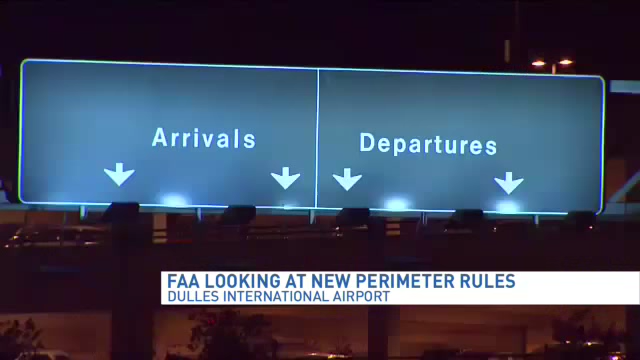 Arrivals
Departures
FAA LOOKING AT NEW PERIMETER RULES
DULLES INTERNATIONAL AIRPORT